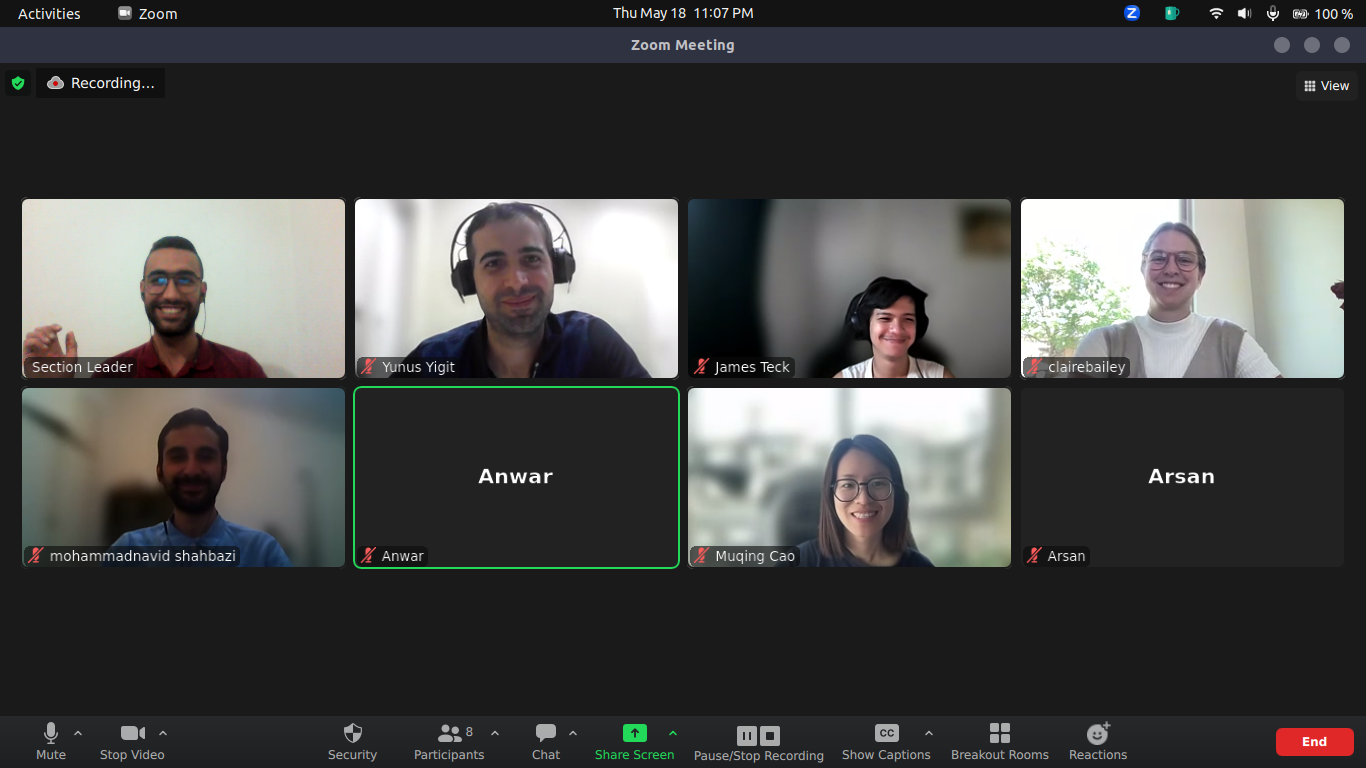 Activities Zoom Thu May 18 11:07 PM Z 100 %
Zoom Meeting
Recording... View
Section Leader Yunus Yigit James Teck clairebailey
Anwar Arsan
mohammadnavid shahbazi Anwar Muqing Cao Arsan
8 CC
Mute Stop Video Security Participants Chat Share Screen Pause/Stop Recording Show Captions Breakout Rooms Reactions End